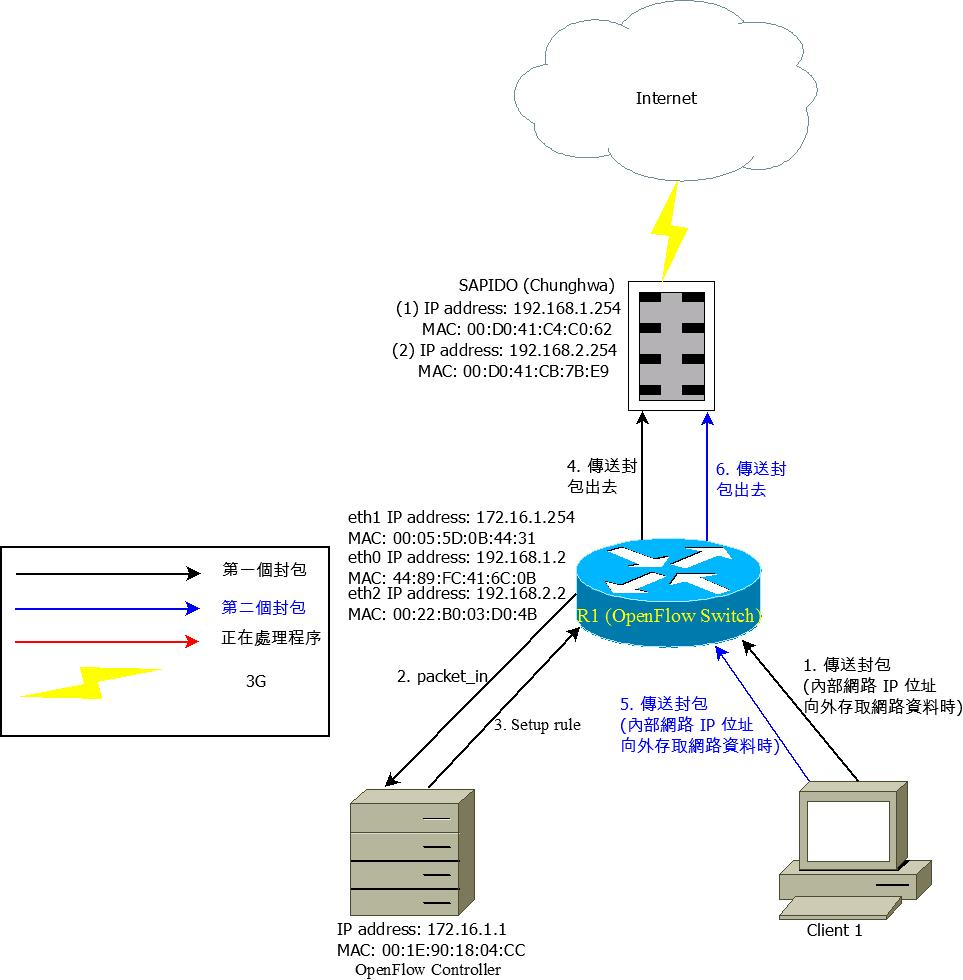 Internet
SAPIDO (Chunghwa)
(1) IP address: 192.168.1.254
MAC: 00:D0:41:C4:C0:62
(2) IP address: 192.168.2.254
MAC: 00:D0:41:CB:7B:E9
4. 傳送封
包出去
6. 傳送封
包出去
eth1 IP address: 172.16.1.254
MAC: 00:05:5D:0B:44:31
eth0 IP address: 192.168.1.2
MAC: 44:89:FC:41:6C:0B
eth2 IP address: 192.168.2.2
MAC: 00:22:B0:03:D0:4B
R1 (OpenFlow Switch)
第一個封包
第二個封包
正在處理程序
3G
2. packet_in
3. Setup rule
1. 傳送封包
(內部網路 IP 位址
向外存取網路資料時)
5. 傳送封包
(內部網路 IP 位址
向外存取網路資料時)
IP address: 172.16.1.1
MAC: 00:1E:90:18:04:CC
OpenFlow Controller
Client 1